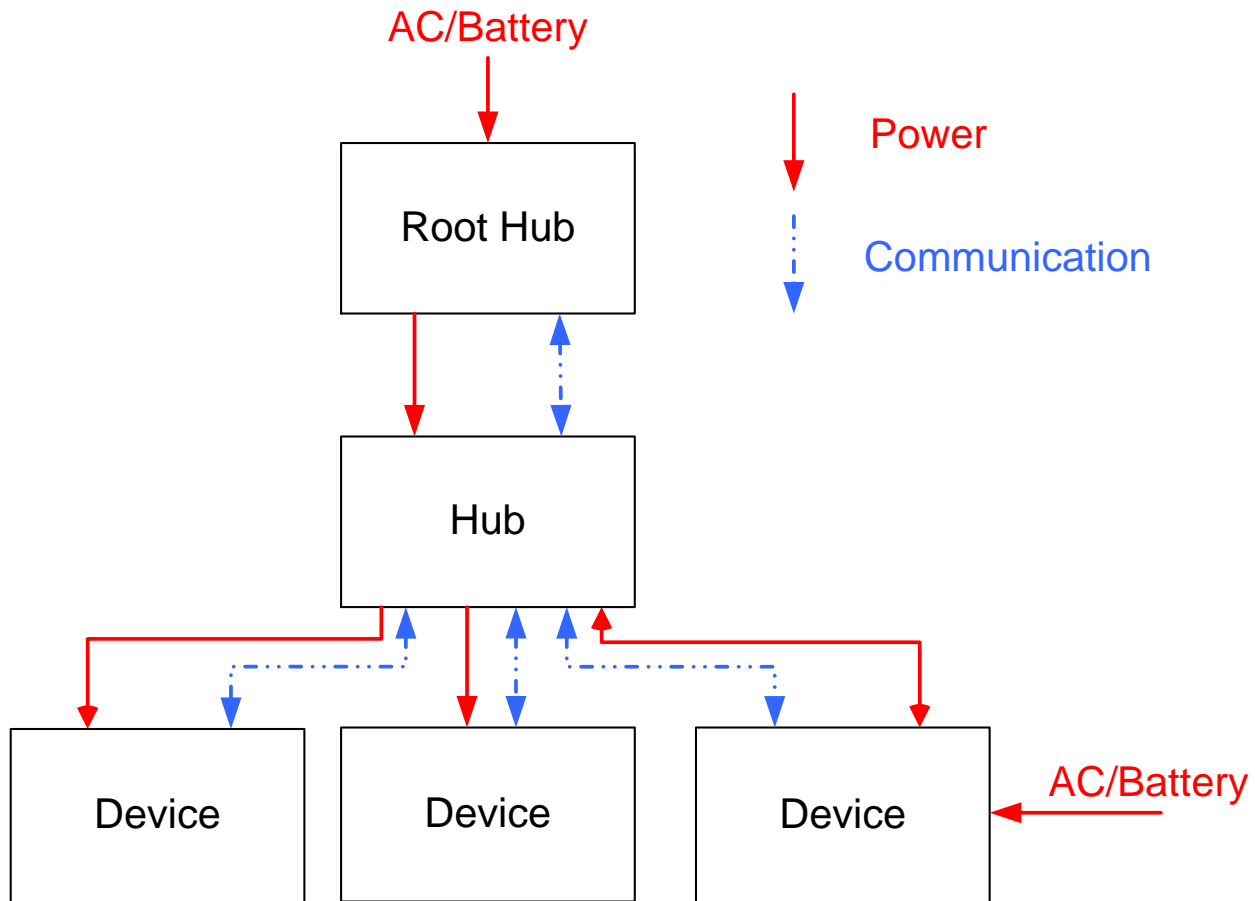 AC/Battery
Power
Root Hub
Communication
Hub
Device
Device
Device
AC/Battery